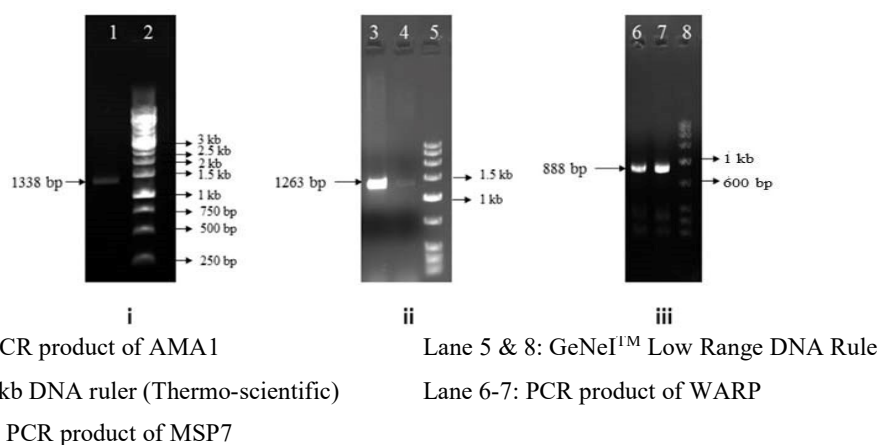 1 2
3 kb
2.5 kb
2 kb
1.5 kb
1338 bp
1 kb
750 bp
500 bp
250 bp
i
3 4 5
1263 bp
1.5 kb
1 kb
ii
6 7 8
888 bp
1 kb
600 bp
iii
CR product of AMA1
kb DNA ruler (Thermo-scientific)
PCR product of MSP7
Lane 5 & 8: GeNeI™ Low Range DNA Rule
Lane 6-7: PCR product of WARP